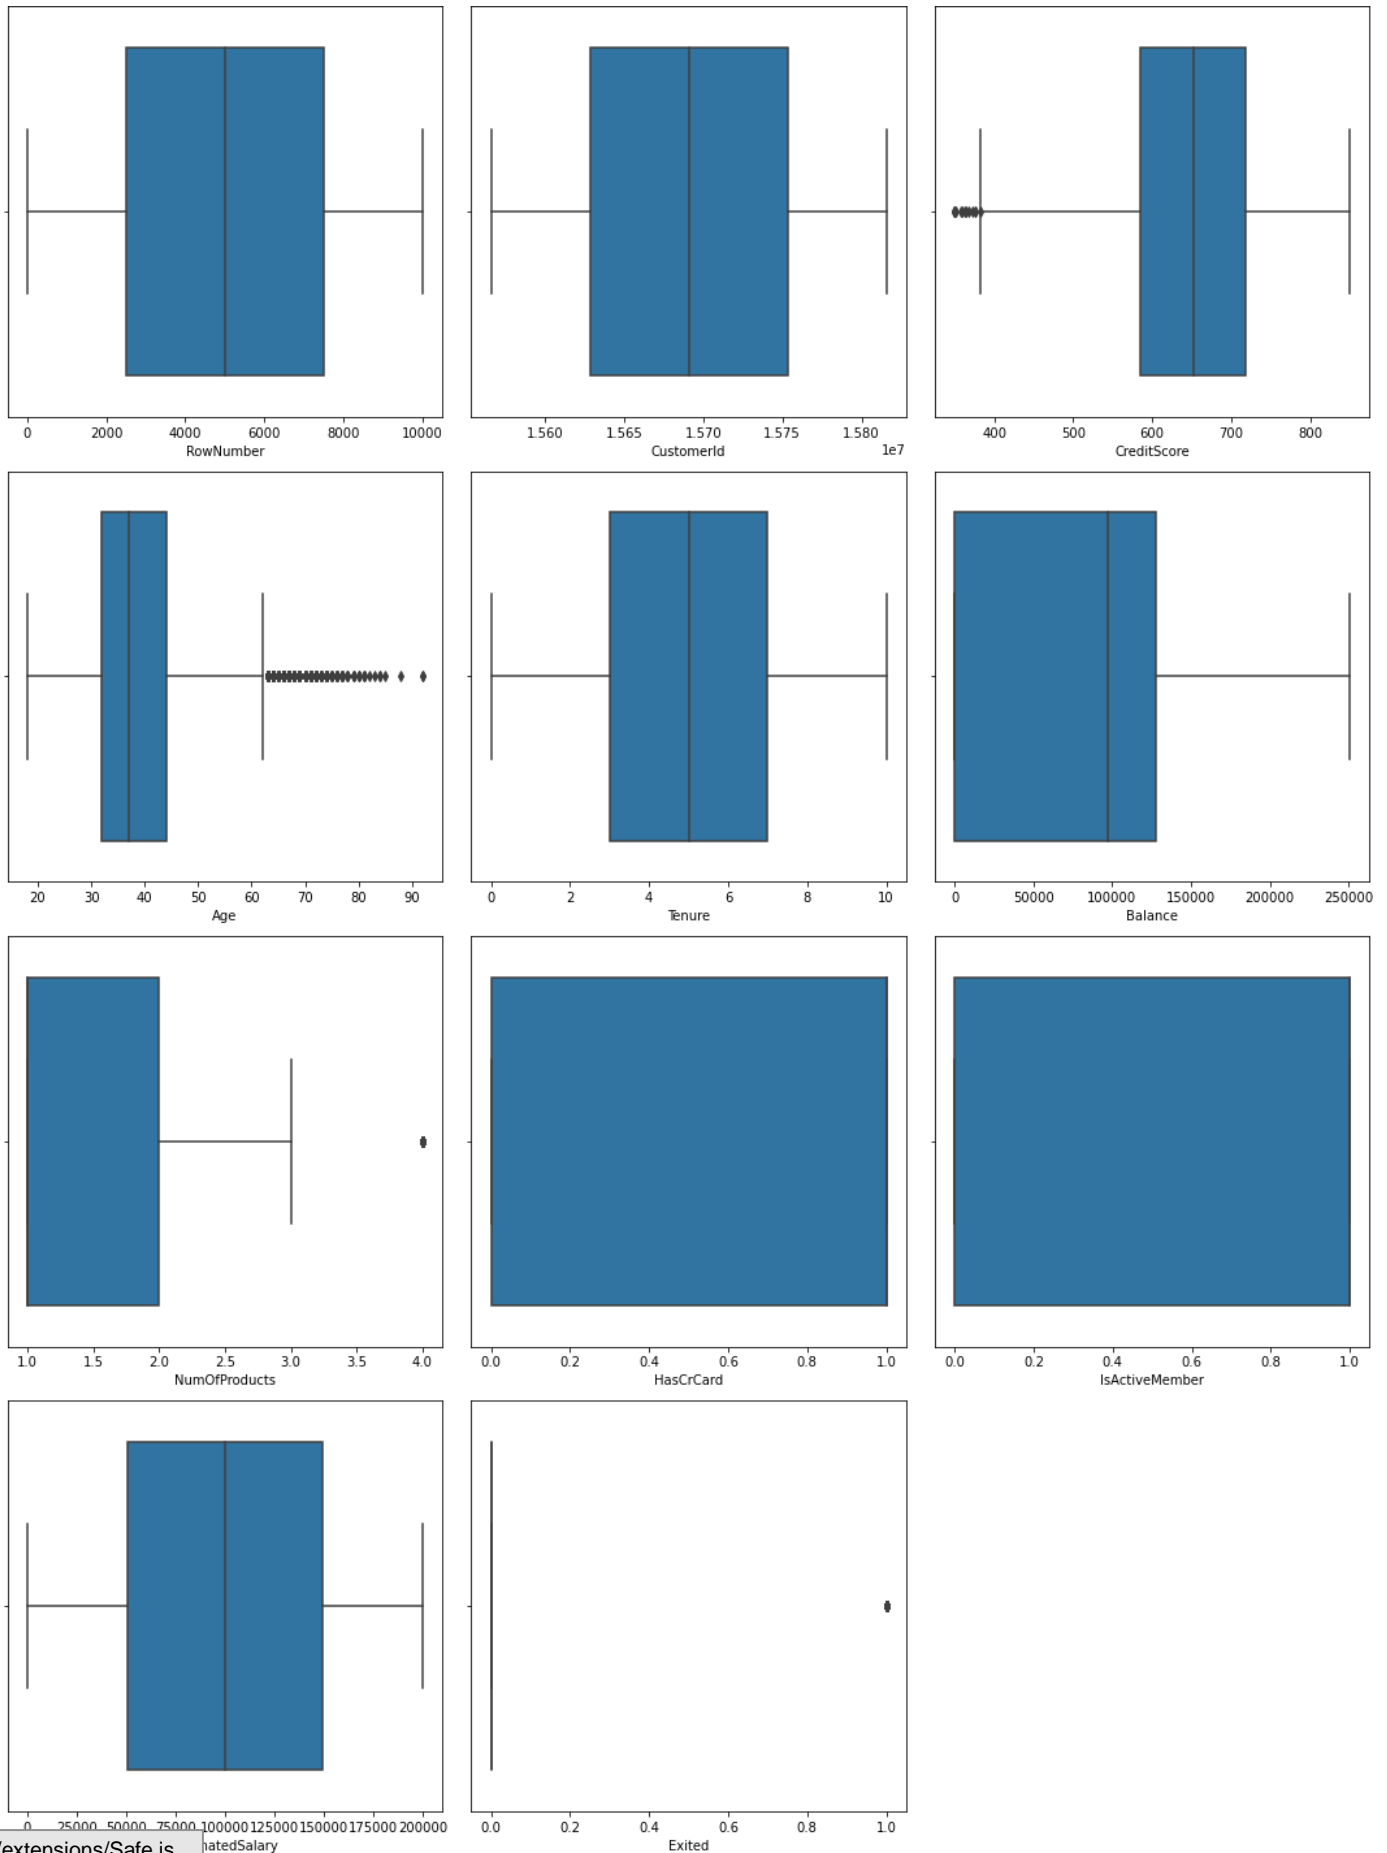 0 2000 4000 6000 8000 10000
RowNumber
1.560 1.565 1.570 1.575 1.580
1e7
CustomerId
400 500 600 700 800
CreditScore
20 30 40 50 60 70 80 90
Age
0 2 4 6 8 10
Tenure
0 50000 100000 150000 200000 250000
Balance
1.0 1.5 2.0 2.5 3.0 3.5 4.0
NumOfProducts
0.0 0.2 0.4 0.6 0.8 1.0
HasCrCard
0.0 0.2 0.4 0.6 0.8 1.0
IsActiveMember
0 25000 50000 75000 100000 125000 150000 175000 200000
natedSalary
0.0 0.2 0.4 0.6 0.8 1.0
Exited
/extensions/Safe.js